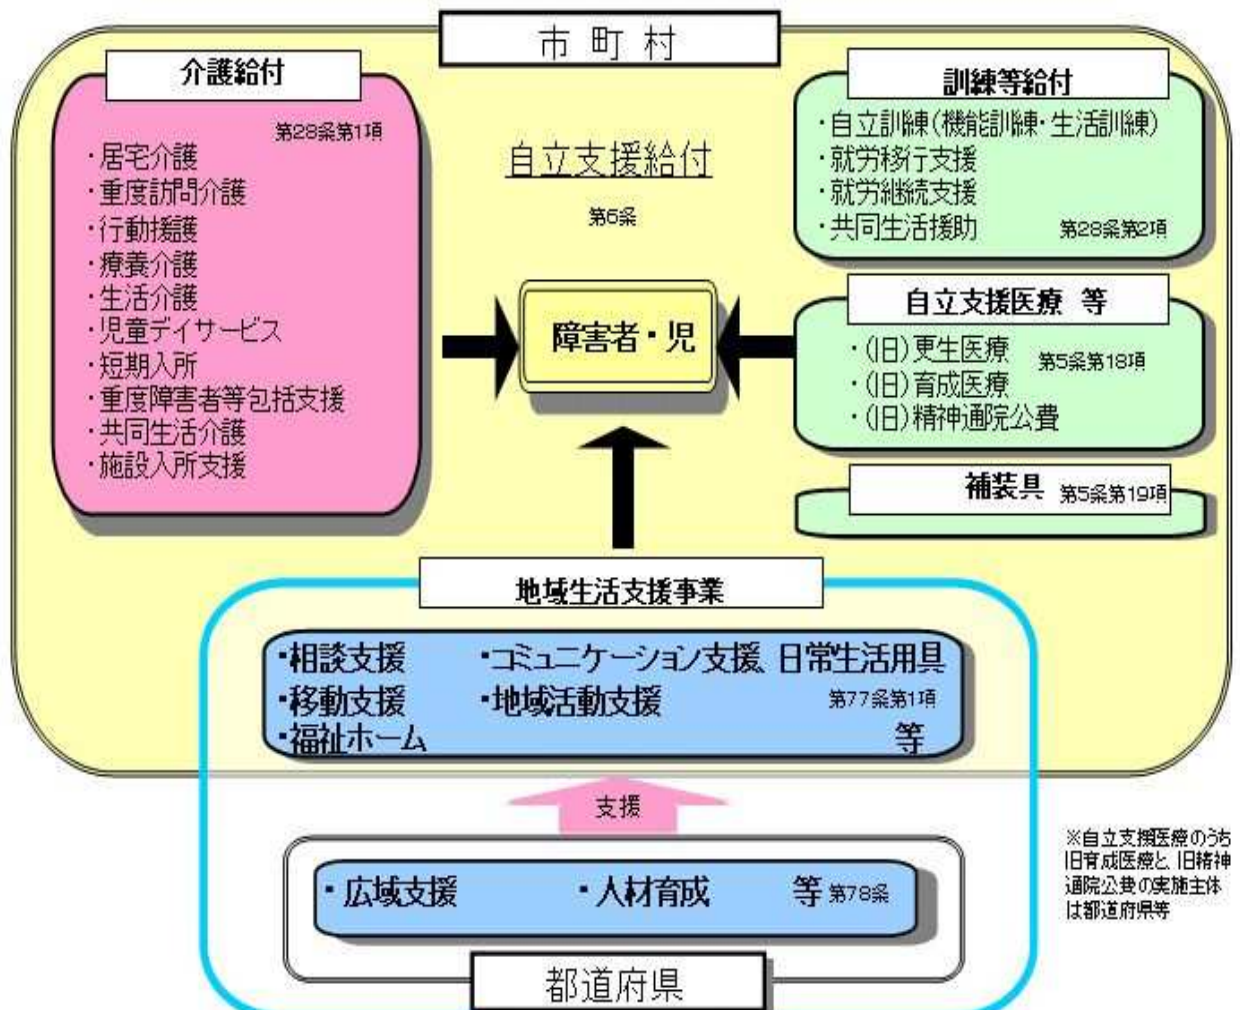 市町村
介護給付
第28条第1項
・居宅介護
・重度訪問介護
・行動援護
・療養介護
・生活介護
・児童デイサービス
・短期入所
・重度障害者等包括支援
・共同生活介護
・施設入所支援
自立支援給付
第6条
障害者・児
訓練等給付
・自立訓練(機能訓練・生活訓練)
・就労移行支援
・就労継続支援
・共同生活援助 第28条第2項
自立支援医療 等
・(旧)更生医療 第5条第18項
・(旧)育成医療
・(旧)精神通院公費
補装具 第5条第19項
地域生活支援事業
・相談支援 ・コミュニケーション支援、日常生活用具
・移動支援 ・地域活動支援 第77条第1項
・福祉ホーム 等
支援
・広域支援 ・人材育成 等 第78条
都道府県
※自立支援医療のうち
旧育成医療と、旧精神
通院公費の実施主体
は都道府県等